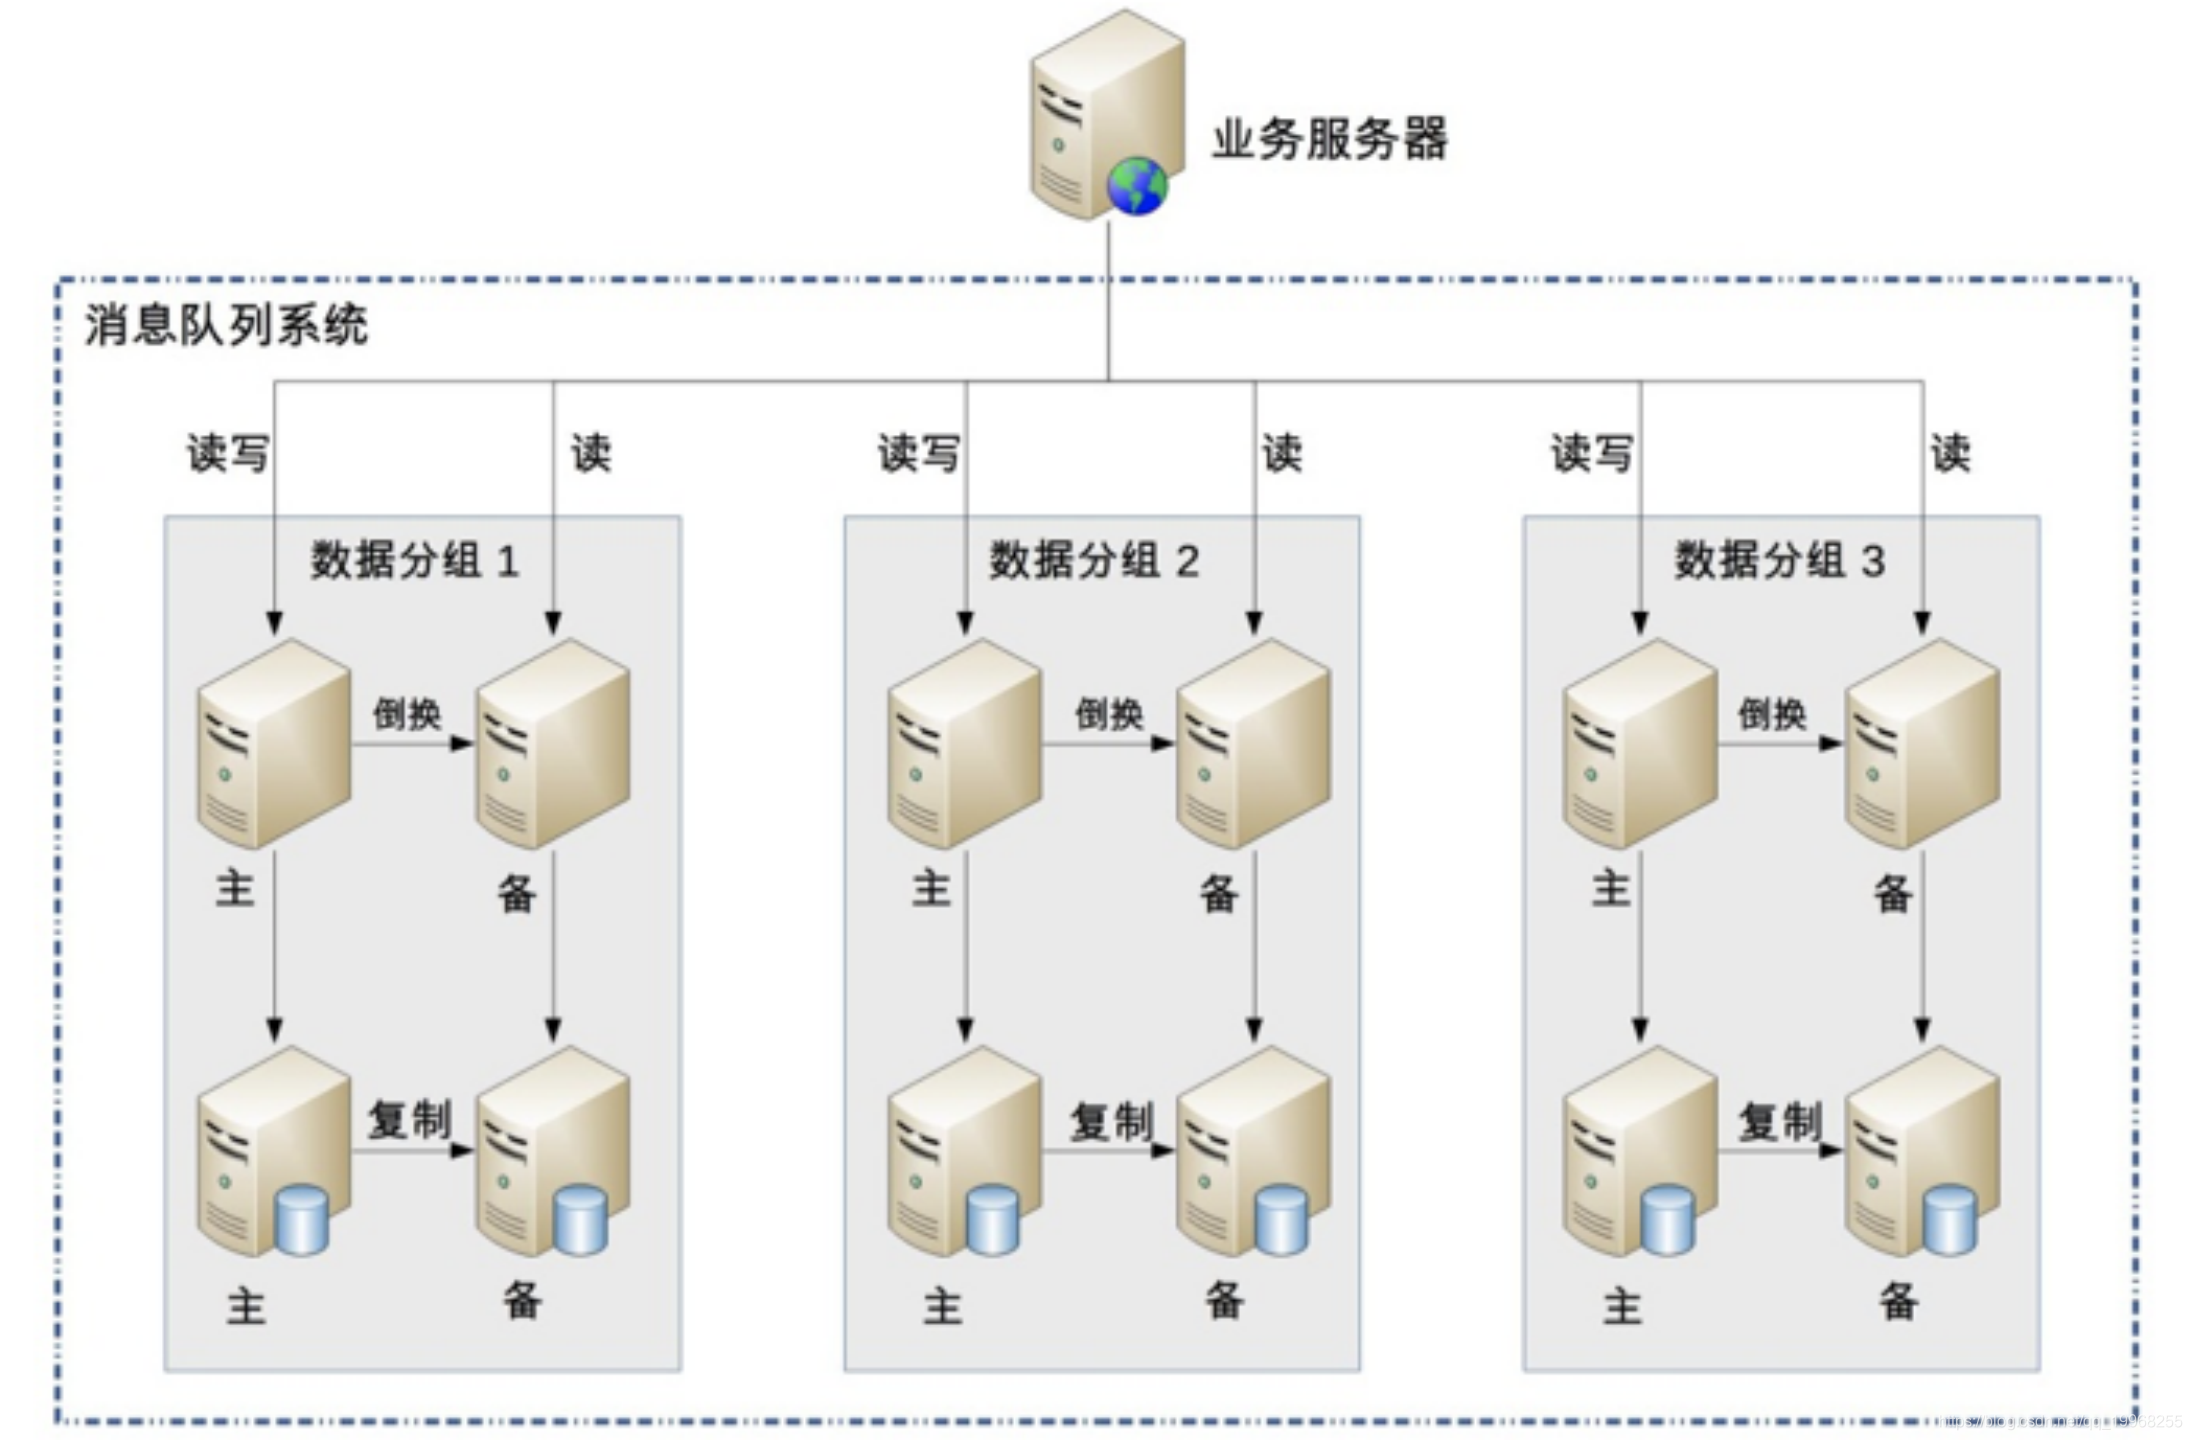 业务服务器
消息队列系统
读写
读
读写
读
读写
读
数据分组 1
数据分组 2
数据分组 3
倒换
倒换
倒换
主
备
主
备
主
备
复制
复制
复制
主
备
主
备
主
备
https://blog.csdn.net/qq_19968255